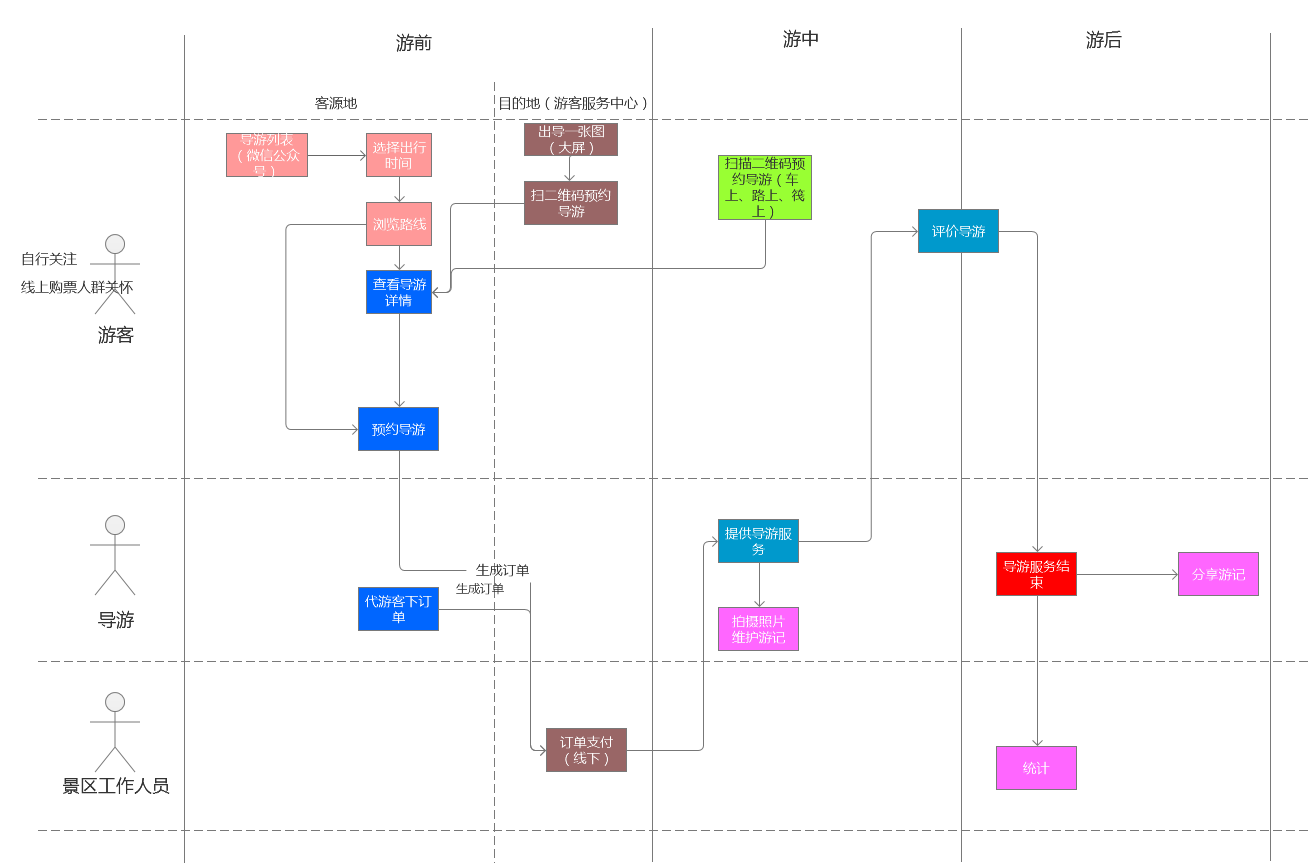 游前
游中
游后
客源地
目的地（游客服务中心）
导游列表
（微信公众
号）
选择出行
时间
出导一张图
（大屏）
扫二维码预约
导游
扫描二维码预
约导游（车
上、路上、筏
上）
浏览路线
评价导游
自行关注
线上购票人群关怀
游客
查看导游
详情
预约导游
提供导游服
务
生成订单
生成订单
导游服务结
束
分享游记
代游客下订
单
导游
拍摄照片
维护游记
订单支付
（线下）
景区工作人员
统计